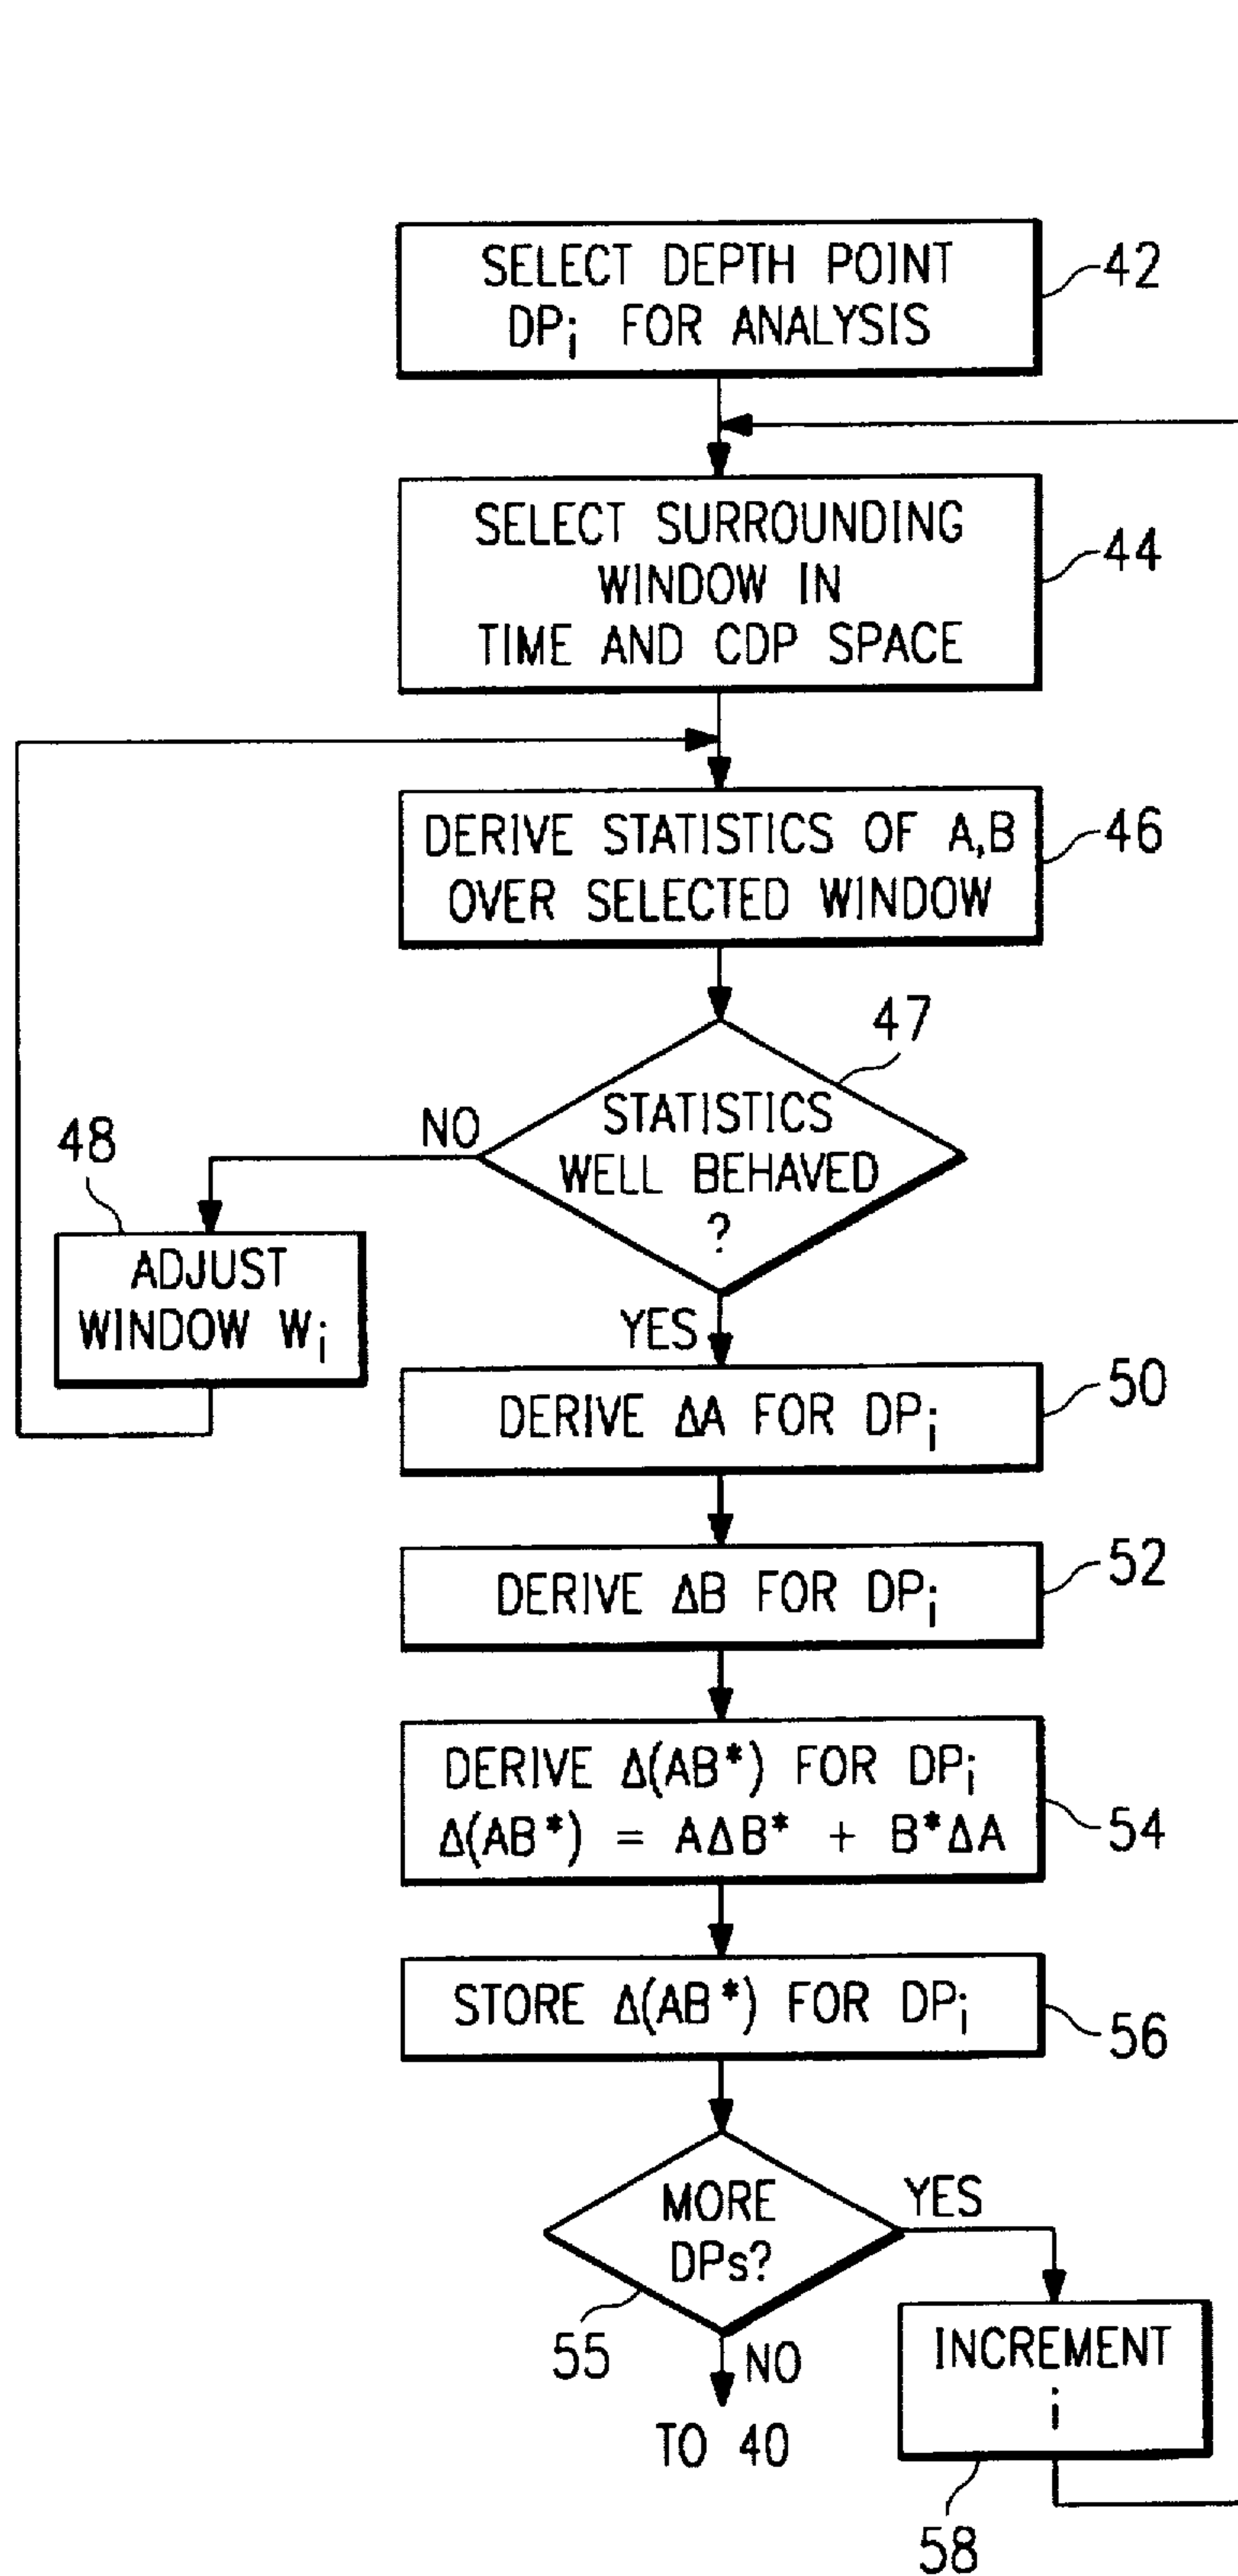 SELECT DEPTH POINT
DPi FOR ANALYSIS
42
SELECT SURROUNDING
WINDOW IN
TIME AND CDP SPACE
44
DERIVE STATISTICS OF A,B
OVER SELECTED WINDOW
46
47
STATISTICS
WELL BEHAVED
?
NO
48
ADJUST
WINDOW Wi
YES
DERIVE ΔA FOR DPi
50
DERIVE ΔB FOR DPi
52
DERIVE Δ(AB*) FOR DPi
Δ(AB*) = AΔB* + B*ΔA
54
STORE Δ(AB*) FOR DPi
56
MORE
DPs?
YES
55
NO
TO 40
INCREMENT
i
58